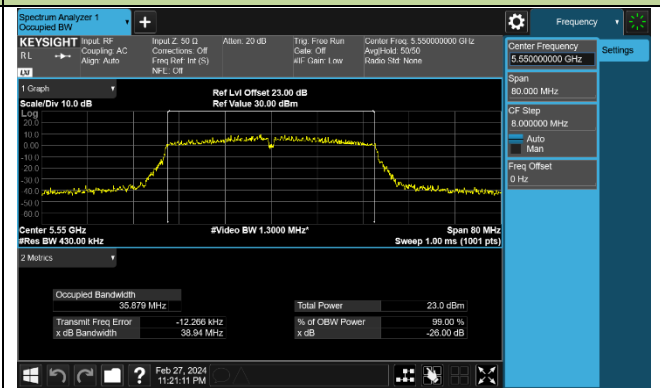 Spectrum Analyzer 1
Occupied BW
+
Frequency
KEYSIGHT
R L
LXI
Input: RF
Coupling: AC
Align: Auto
Input Z: 50 Ω
Corrections: Off
Freq Ref: Int (S)
NFE: Off
Atten: 20 dB
Trig: Free Run
Gate: Off
#IF Gain: Low
Center Freq: 5.550000000 GHz
Avg|Hold: 50/50
Radio Std: None
Center Frequency
5.550000000 GHz
Settings
Span
80.000 MHz
CF Step
8.000000 MHz
Auto
Man
Freq Offset
0 Hz
1 Graph
Scale/Div 10.0 dB
Ref Lvl Offset 23.00 dB
Ref Value 30.00 dBm
Log
20.0
10.0
0.00
-10.0
-20.0
-30.0
-40.0
-50.0
-60.0
Center 5.55 GHz
#Res BW 430.00 kHz
#Video BW 1.3000 MHz*
Span 80 MHz
Sweep 1.00 ms (1001 pts)
2 Metrics
Occupied Bandwidth
35.879 MHz
Total Power
23.0 dBm
Transmit Freq Error
-12.266 kHz
% of OBW Power
99.00 %
x dB Bandwidth
38.94 MHz
x dB
-26.00 dB
?
Feb 27, 2024
11:21:11 PM